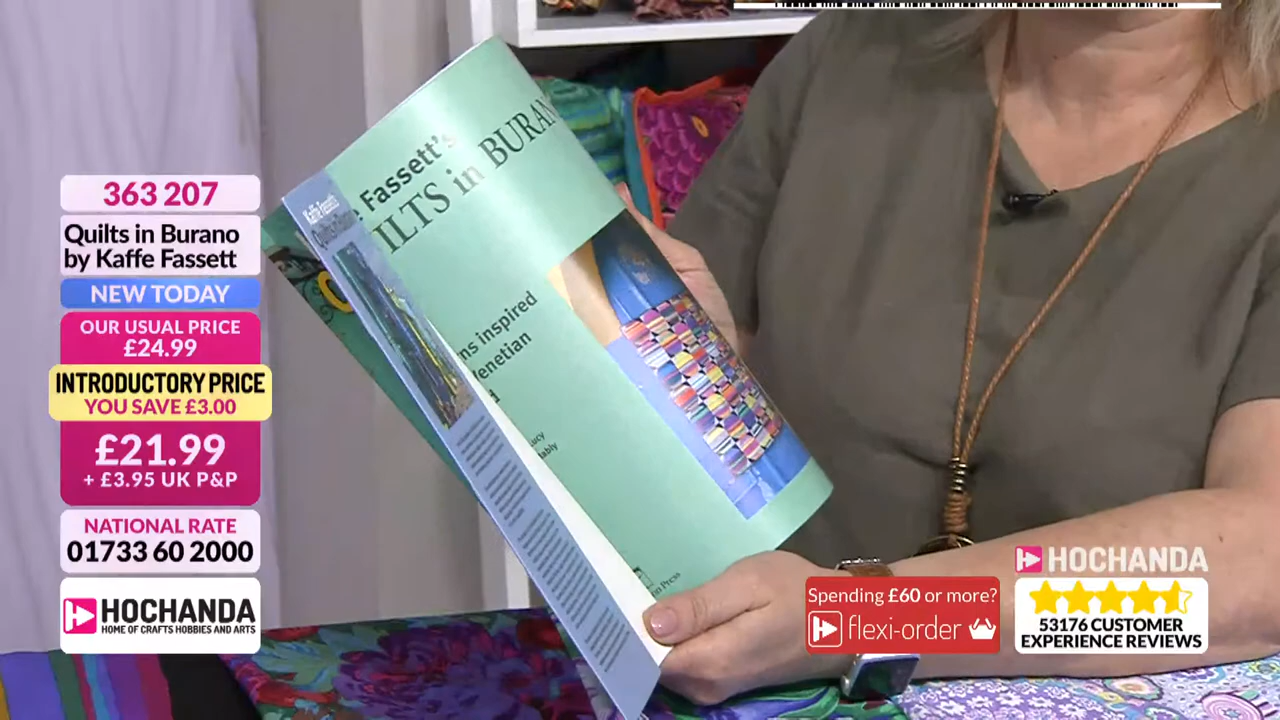 363 207
Quilts in Burano
by Kaffe Fassett
NEW TODAY
OUR USUAL PRICE
£24.99
INTRODUCTORY PRICE
YOU SAVE £3.00
£21.99
+ £3.95 UK P&P
NATIONAL RATE
01733 60 2000
HOCHANDA
HOME OF CRAFTS HOBBIES AND ARTS
e Fassett's
ILTS in BURAN
ns inspired
Venetian
d
Press
Spending £60 or more?
flexi-order
HOCHANDA
53176 CUSTOMER
EXPERIENCE REVIEWS